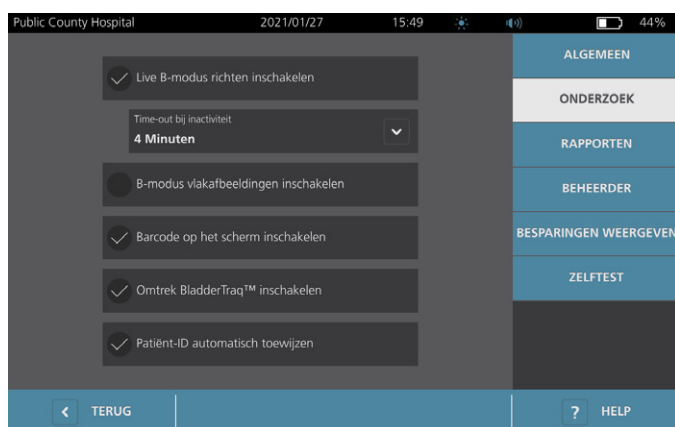 Public County Hospital 2021/01/27 15:49 44%
Live B-modus richten inschakelen
Time-out bij inactiviteit
4 Minuten
B-modus vlakafbeeldingen inschakelen
Barcode op het scherm inschakelen
Omtrek BladderTraq™ inschakelen
Patiënt-ID automatisch toewijzen
ALGEMEEN
ONDERZOEK
RAPPORTEN
BEHEERDER
BESPARINGEN WEERGEVEN
ZELFTEST
< TERUG
? HELP